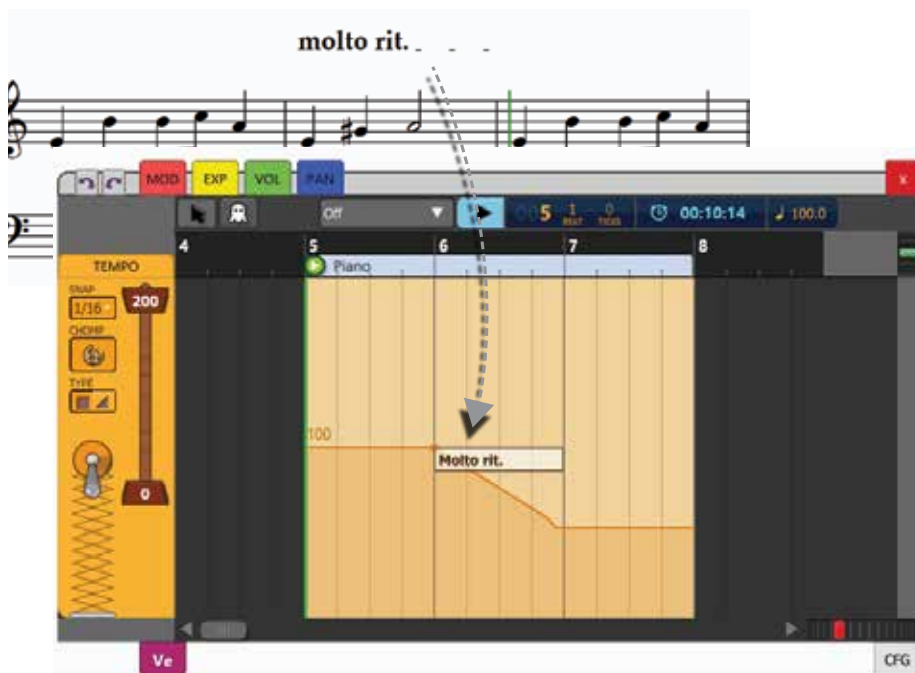 molto rit. _ _ _
MOD EXP VOL PAN x
Off 5 1 0 00:10:14 100.0
BEAT TICKS
4 5 6 7 8
TEMPO Piano
SNAP
1/16 200
CHOMP
TYPE
100
Molto rit.
0
Ve CFG